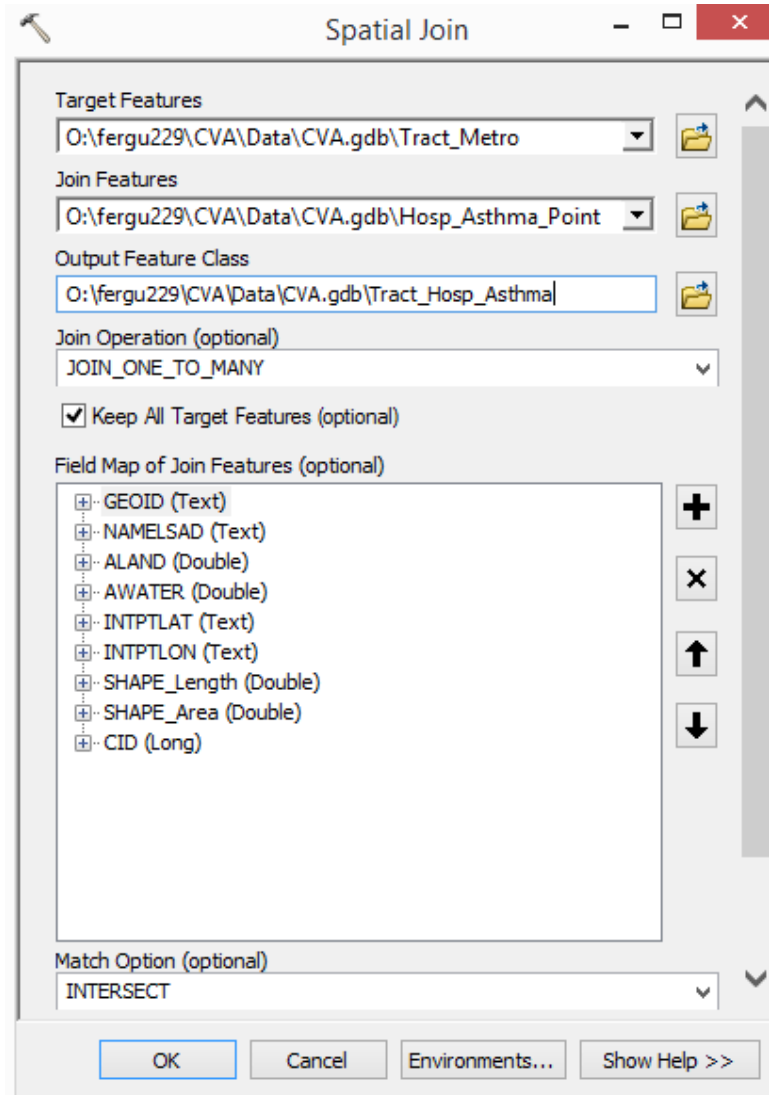 Spatial Join
Target Features
O:\fergu229\CVA\Data\CVA.gdb\Tract_Metro
Join Features
O:\fergu229\CVA\Data\CVA.gdb\Hosp_Asthma_Point
Output Feature Class
O:\fergu229\CVA\Data\CVA.gdb\Tract_Hosp_Asthma
Join Operation (optional)
JOIN_ONE_TO_MANY
Keep All Target Features (optional)
Field Map of Join Features (optional)
GEOID (Text)
NAMELSAD (Text)
ALAND (Double)
AWATER (Double)
INTPTLAT (Text)
INTPTLON (Text)
SHAPE_Length (Double)
SHAPE_Area (Double)
CID (Long)
Match Option (optional)
INTERSECT
OK Cancel Environments... Show Help >>